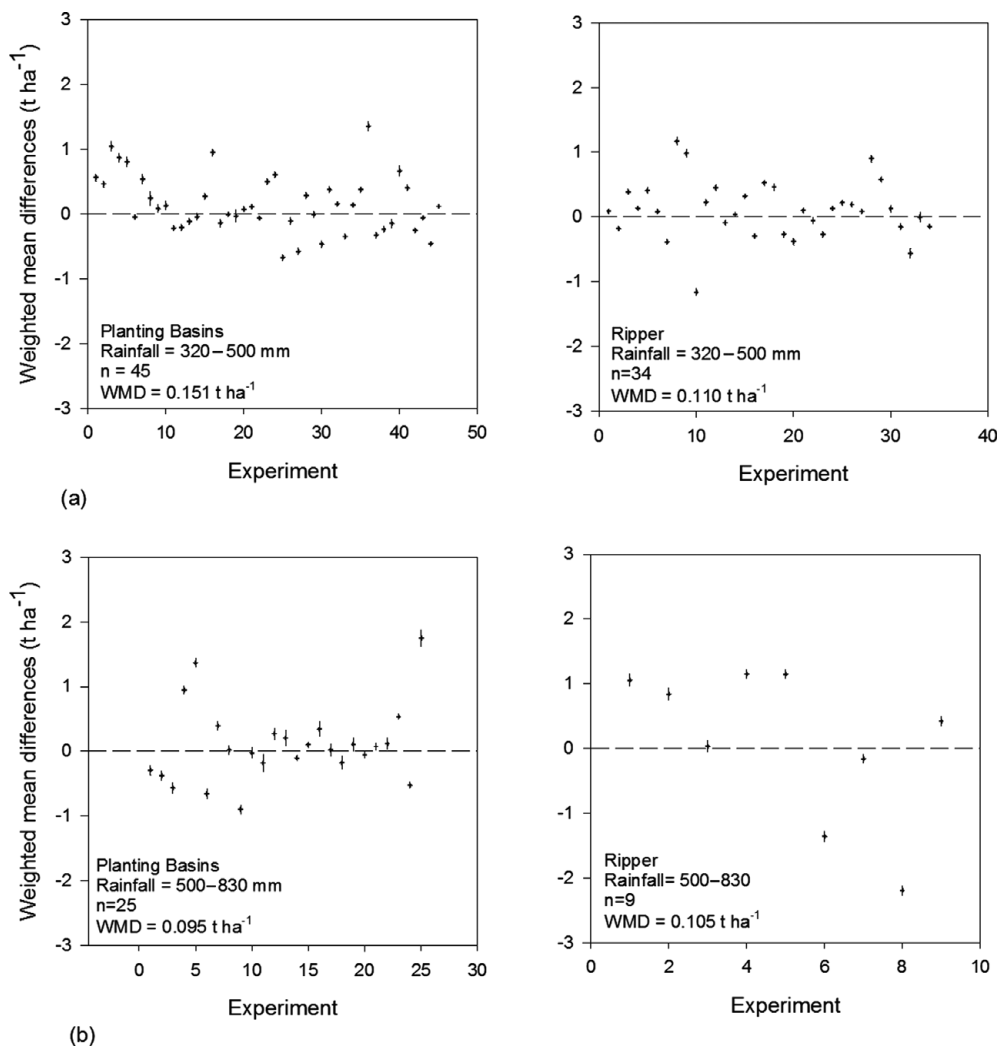 3
2
1
0
-1
-2
-3
Weighted mean differences (t ha⁻¹)
Planting Basins
Rainfall = 320–500 mm
n = 45
WMD = 0.151 t ha⁻¹
0 10 20 30 40 50
Experiment
(a)
3
2
1
0
-1
-2
-3
Ripper
Rainfall = 320–500 mm
n=34
WMD = 0.110 t ha⁻¹
0 10 20 30 40
Experiment
3
2
1
0
-1
-2
-3
Weighted mean differences (t ha⁻¹)
Planting Basins
Rainfall = 500–830 mm
n=25
WMD = 0.095 t ha⁻¹
0 5 10 15 20 25 30
Experiment
(b)
3
2
1
0
-1
-2
-3
Ripper
Rainfall= 500–830
n=9
WMD = 0.105 t ha⁻¹
0 2 4 6 8 10
Experiment